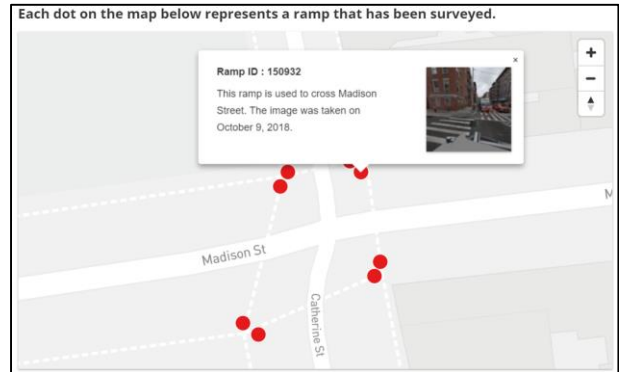 Each dot on the map below represents a ramp that has been surveyed.
Ramp ID : 150932
×
This ramp is used to cross Madison
Street. The image was taken on
October 9, 2018.
+
−
M
Madison St
Catherine St